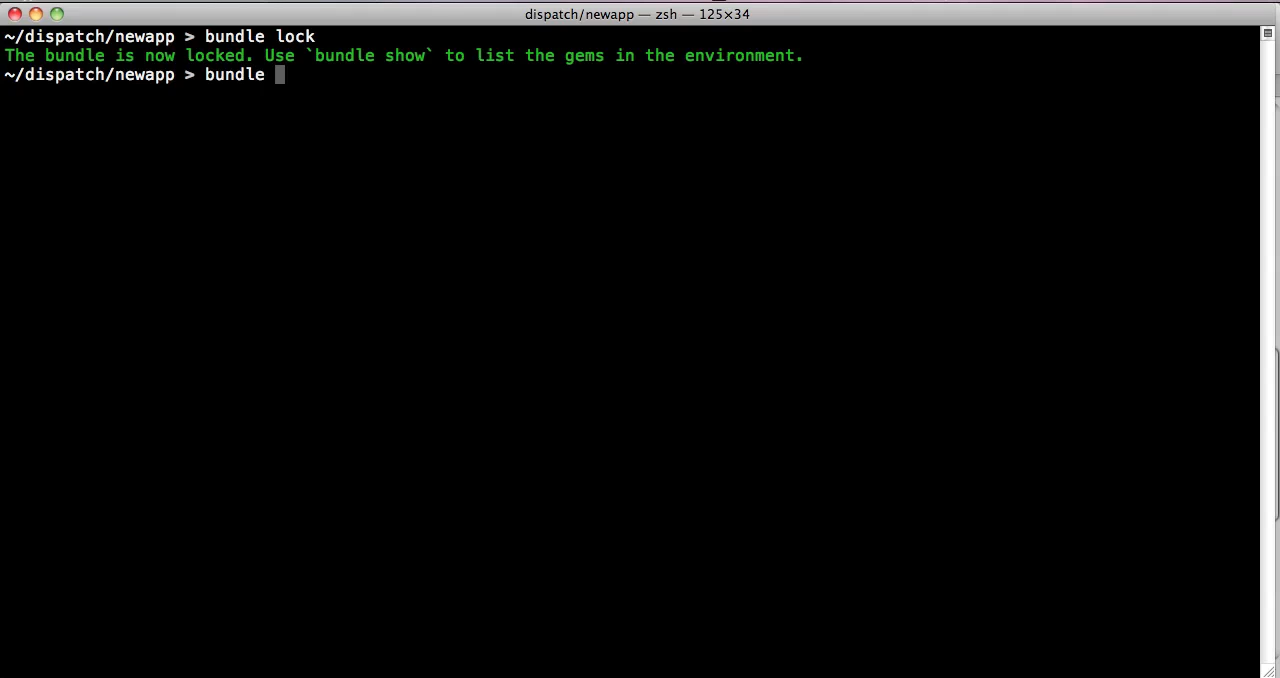 dispatch/newapp — zsh — 125×34
~/dispatch/newapp > bundle lock
The bundle is now locked. Use `bundle show` to list the gems in the environment.
~/dispatch/newapp > bundle